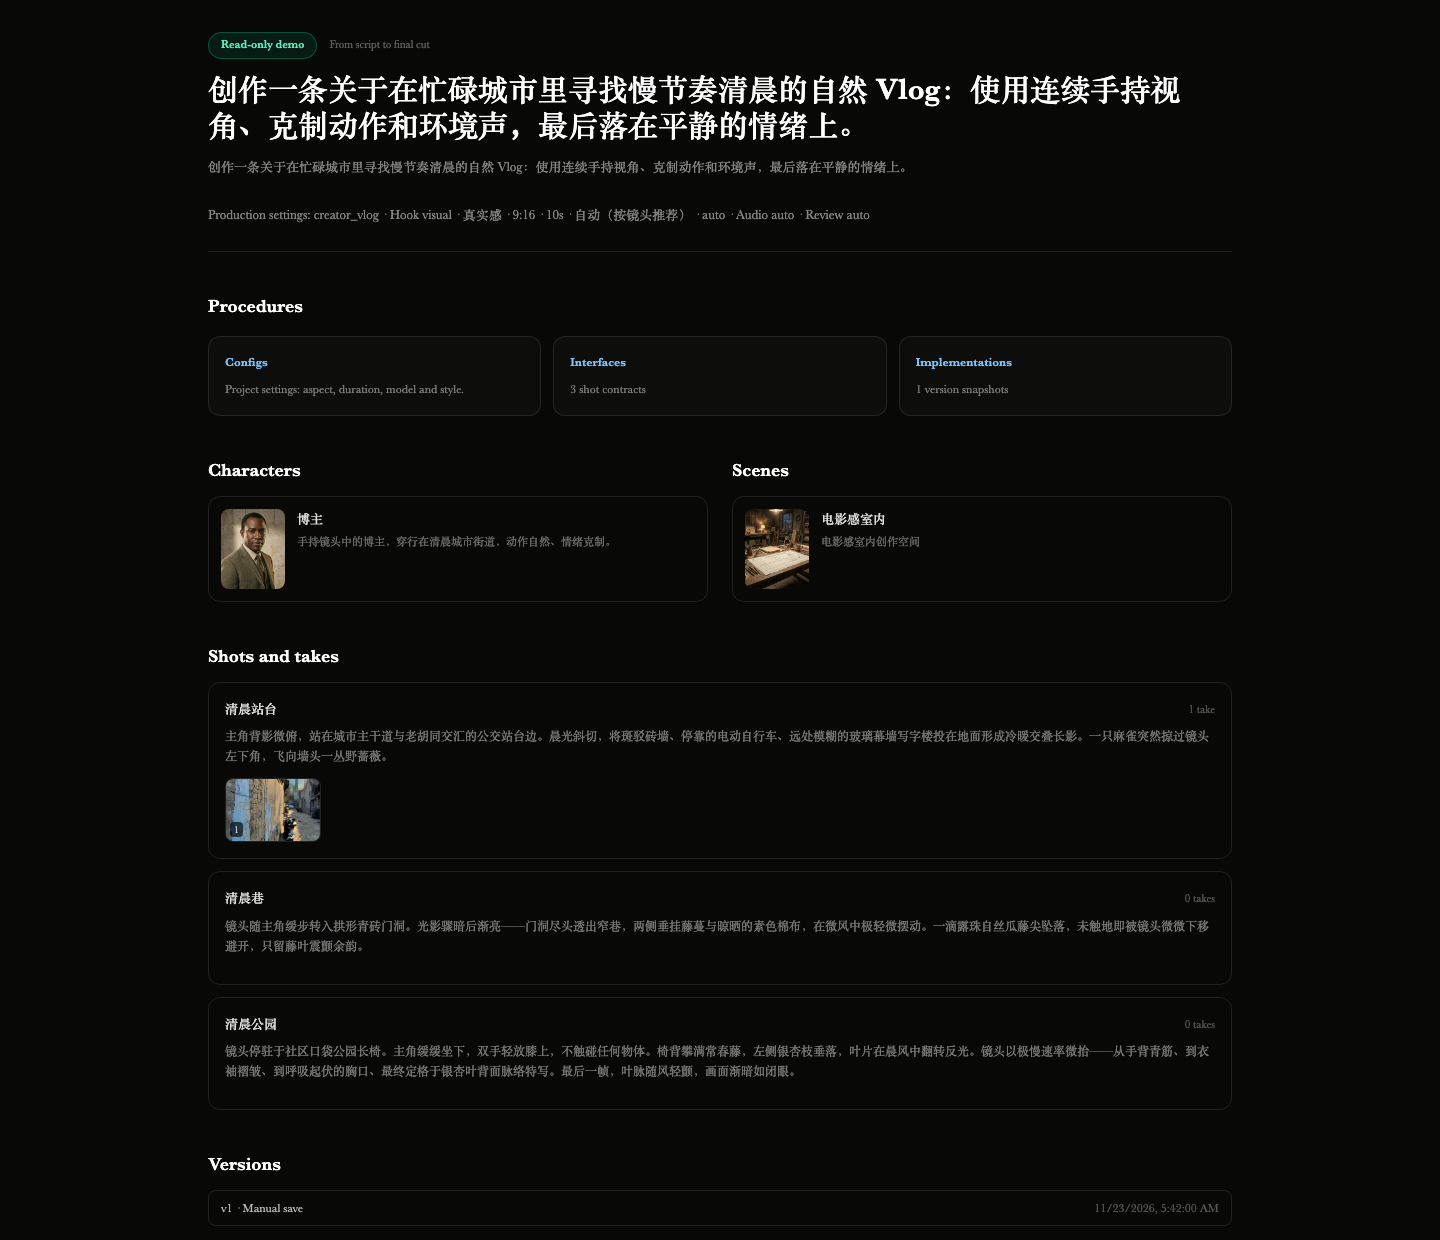 Read-only demo From script to final cut
创作一条关于在忙碌城市里寻找慢节奏清晨的自然 Vlog：使用连续手持视
角、克制动作和环境声，最后落在平静的情绪上。
创作一条关于在忙碌城市里寻找慢节奏清晨的自然 Vlog：使用连续手持视角、克制动作和环境声，最后落在平静的情绪上。
Production settings: creator_vlog · Hook visual · 真实感 · 9:16 · 10s · 自动（按镜头推荐） · auto · Audio auto · Review auto
Procedures
Configs
Project settings: aspect, duration, model and style.
Interfaces
3 shot contracts
Implementations
1 version snapshots
Characters
博主
手持镜头中的博主，穿行在清晨城市街道，动作自然、情绪克制。
Scenes
电影感室内
电影感室内创作空间
Shots and takes
清晨站台 1 take
主角背影微俯，站在城市主干道与老胡同交汇的公交站台边。晨光斜切，将斑驳砖墙、停靠的电动自行车、远处模糊的玻璃幕墙写字楼投在地面形成冷暖交叠长影。一只麻雀突然掠过镜头
左下角，飞向墙头一丛野蔷薇。
1
清晨巷 0 takes
镜头随主角缓步转入拱形青砖门洞。光影骤暗后渐亮——门洞尽头透出窄巷，两侧垂挂藤蔓与晾晒的素色棉布，在微风中极轻微摆动。一滴露珠自丝瓜藤尖坠落，未触地即被镜头微微下移
避开，只留藤叶震颤余韵。
清晨公园 0 takes
镜头停驻于社区口袋公园长椅。主角缓缓坐下，双手轻放膝上，不触碰任何物体。椅背攀满常春藤，左侧银杏枝垂落，叶片在晨风中翻转反光。镜头以极慢速率微抬——从手背青筋、到衣
袖褶皱、到呼吸起伏的胸口、最终定格于银杏叶背面脉络特写。最后一帧，叶脉随风轻颤，画面渐暗如闭眼。
Versions
v1 · Manual save 11/23/2026, 5:42:00 AM